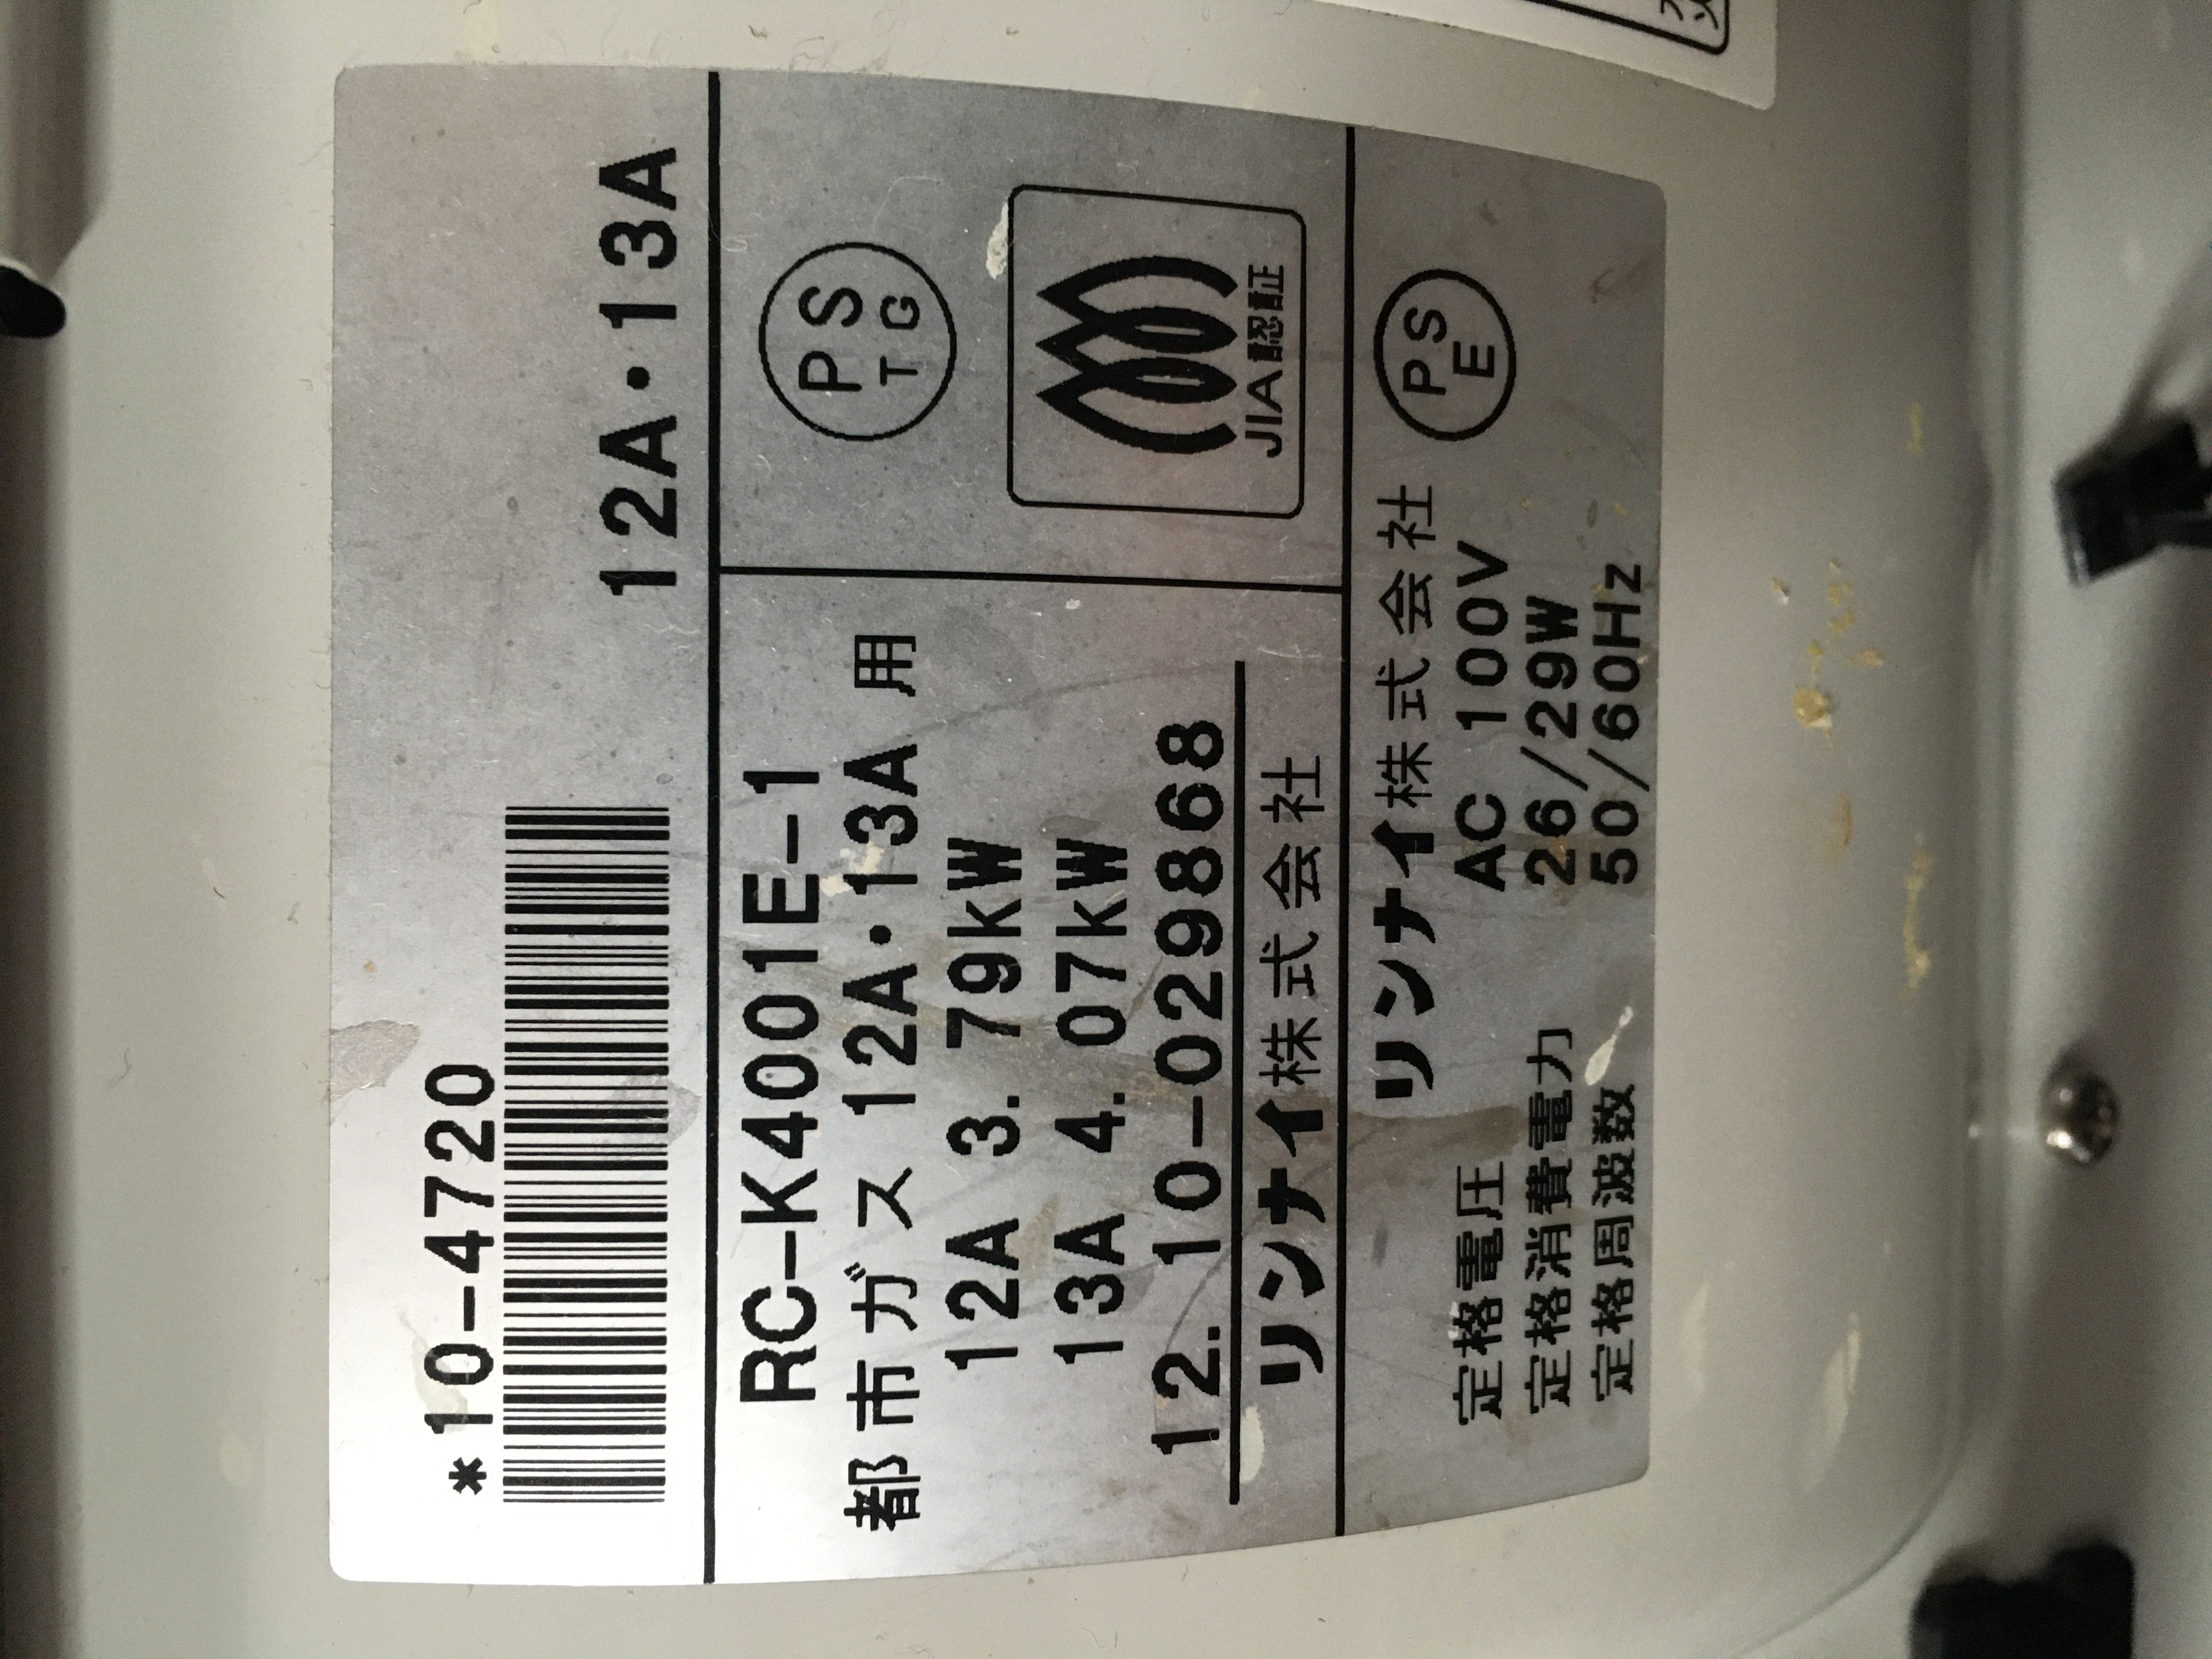 *10-4720
12A・13A
RC-K4001E-1
都市ガス 12A・13A 用
12A 3.79kW
13A 4.07kW
12.10-029868
リンナイ株式会社
PS
TG
JIA認証
リンナイ株式会社
PS
E
定格電圧 AC 100V
定格消費電力 26/29W
定格周波数 50/60Hz